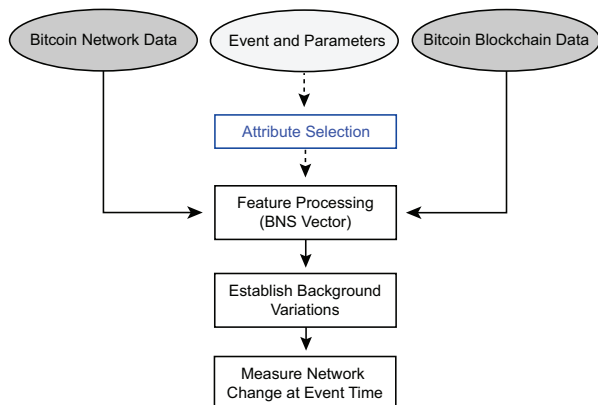 Bitcoin Network Data
Event and Parameters
Bitcoin Blockchain Data
Attribute Selection
Feature Processing
(BNS Vector)
Establish Background
Variations
Measure Network
Change at Event Time